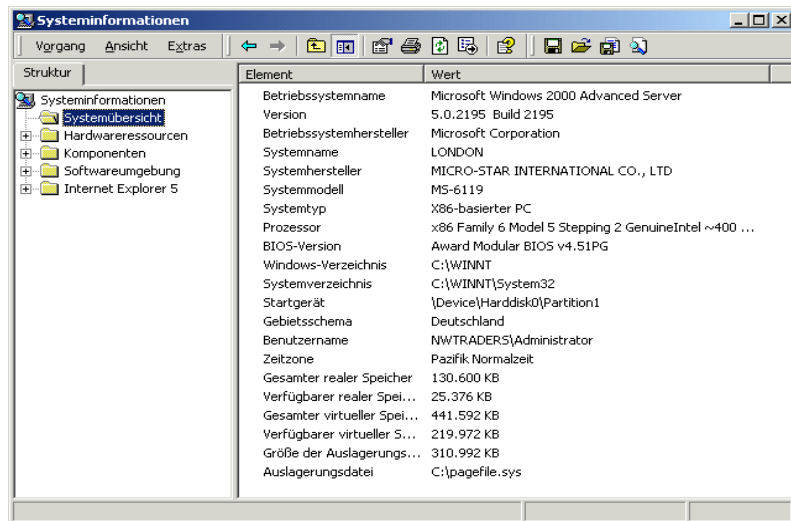 Systeminformationen
Vorgang Ansicht Extras
Struktur
Systeminformationen
Systemübersicht
Hardwareressourcen
Komponenten
Softwareumgebung
Internet Explorer 5
Element Wert
Betriebssystemname Microsoft Windows 2000 Advanced Server
Version 5.0.2195 Build 2195
Betriebssystemhersteller Microsoft Corporation
Systemname LONDON
Systemhersteller MICRO-STAR INTERNATIONAL CO., LTD
Systemmodell MS-6119
Systemtyp X86-basierter PC
Prozessor x86 Family 6 Model 5 Stepping 2 GenuineIntel ~400 ...
BIOS-Version Award Modular BIOS v4.51PG
Windows-Verzeichnis C:\WINNT
Systemverzeichnis C:\WINNT\System32
Startgerät \Device\Harddisk0\Partition1
Gebietsschema Deutschland
Benutzername NWTRADERS\Administrator
Zeitzone Pazifik Normalzeit
Gesamter realer Speicher 130.600 KB
Verfügbarer realer Spei... 25.376 KB
Gesamter virtueller Spei... 441.592 KB
Verfügbarer virtueller S... 219.972 KB
Größe der Auslagerungs... 310.992 KB
Auslagerungsdatei C:\pagefile.sys